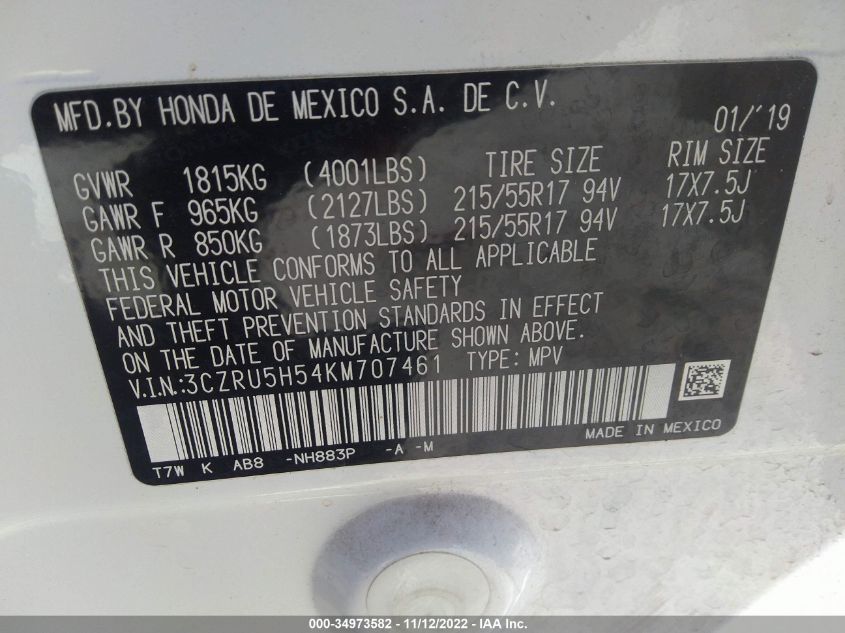 MFD.BY HONDA DE MEXICO S.A. DE C.V. 01/'19
GVWR 1815KG (4001LBS) TIRE SIZE RIM SIZE
GAWR F 965KG (2127LBS) 215/55R17 94V 17X7.5J
GAWR R 850KG (1873LBS) 215/55R17 94V 17X7.5J
THIS VEHICLE CONFORMS TO ALL APPLICABLE
FEDERAL MOTOR VEHICLE SAFETY
AND THEFT PREVENTION STANDARDS IN EFFECT
ON THE DATE OF MANUFACTURE SHOWN ABOVE.
V.I.N:3CZRU5H54KM707461 TYPE: MPV
MADE IN MEXICO
T7W K AB8 -NH883P -A -M
000-34973582 - 11/12/2022 - IAA Inc.